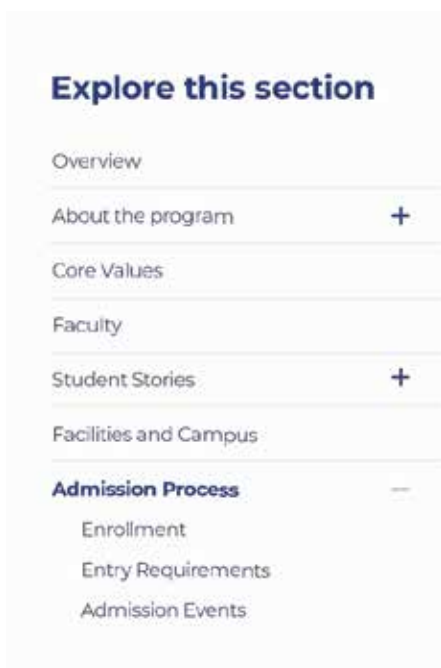 Explore this section
Overview
About the program +
Core Values
Faculty
Student Stories +
Facilities and Campus
Admission Process —
Enrollment
Entry Requirements
Admission Events